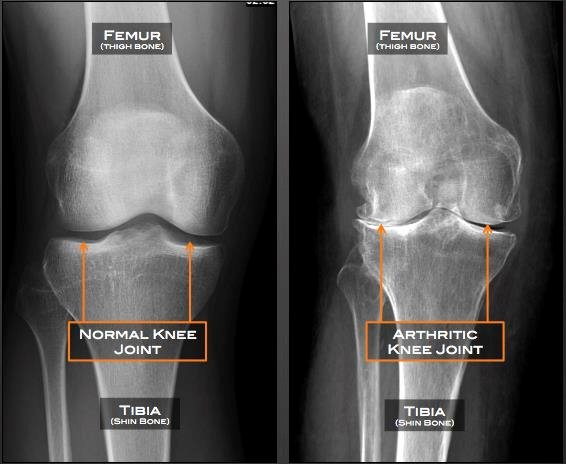 Femur
(thigh bone)
Normal Knee
Joint
Tibia
(Shin Bone)
Femur
(thigh bone)
Arthritic
Knee Joint
Tibia
(Shin Bone)